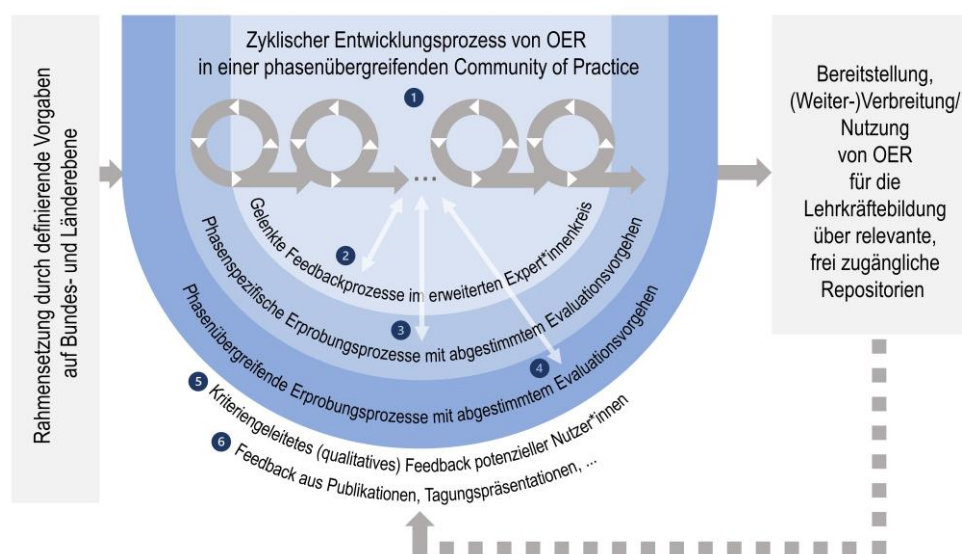 Rahmensetzung durch definierende Vorgaben
auf Bundes- und Länderebene
Zyklischer Entwicklungsprozess von OER
in einer phasenübergreifenden Community of Practice
1
...
2
Gelenkte Feedbackprozesse im erweiterten Expert*innenkreis
3
Phasenspezifische Erprobungsprozesse mit abgestimmtem Evaluationsvorgehen
4
Phasenübergreifende Erprobungsprozesse mit abgestimmtem Evaluationsvorgehen
5
Kriteriengeleitetes (qualitatives) Feedback potenzieller Nutzer*innen
6
Feedback aus Publikationen, Tagungspräsentationen, ...
Bereitstellung,
(Weiter-)Verbreitung/
Nutzung
von OER
für die
Lehrkräftebildung
über relevante,
frei zugängliche
Repositorien